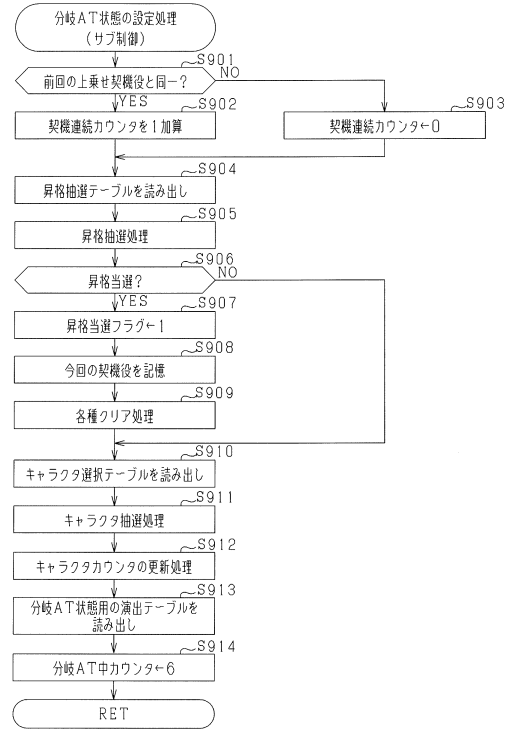 分岐AT状態の設定処理
(サブ制御)
S901
前回の上乗せ契機役と同一?
NO
YES
S902
契機連続カウンタを1加算
S903
契機連続カウンタ←0
S904
昇格抽選テーブルを読み出し
S905
昇格抽選処理
S906
昇格当選?
NO
YES
S907
昇格当選フラグ←1
S908
今回の契機役を記憶
S909
各種クリア処理
S910
キャラクタ選択テーブルを読み出し
S911
キャラクタ抽選処理
S912
キャラクタカウンタの更新処理
S913
分岐AT状態用の演出テーブルを
読み出し
S914
分岐AT中カウンタ←6
RET